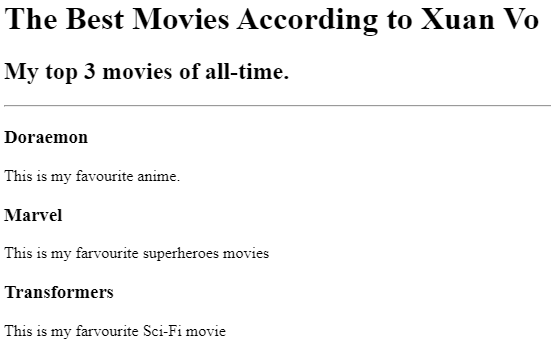 The Best Movies According to Xuan Vo
My top 3 movies of all-time.
Doraemon
This is my favourite anime.
Marvel
This is my farvourite superheroes movies
Transformers
This is my farvourite Sci-Fi movie